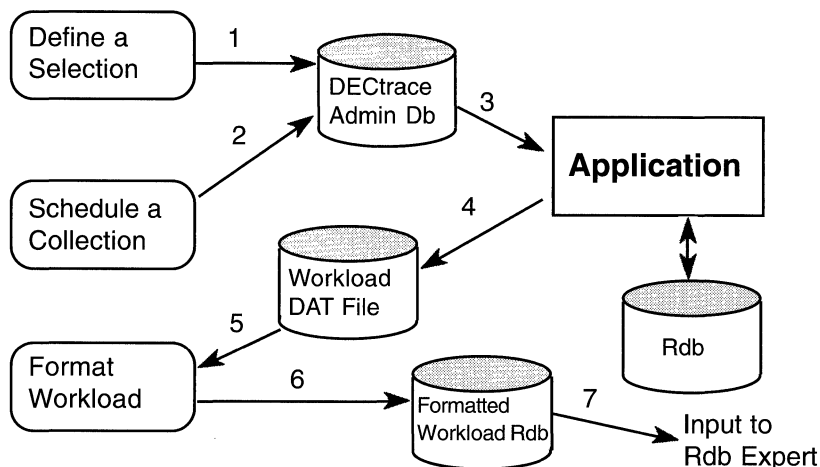 Define a
Selection
1
DECtrace
Admin Db
2
3
Application
Schedule a
Collection
4
Workload
DAT File
5
Rdb
Format
Workload
6
Formatted
Workload Rdb
7
Input to
Rdb Expert